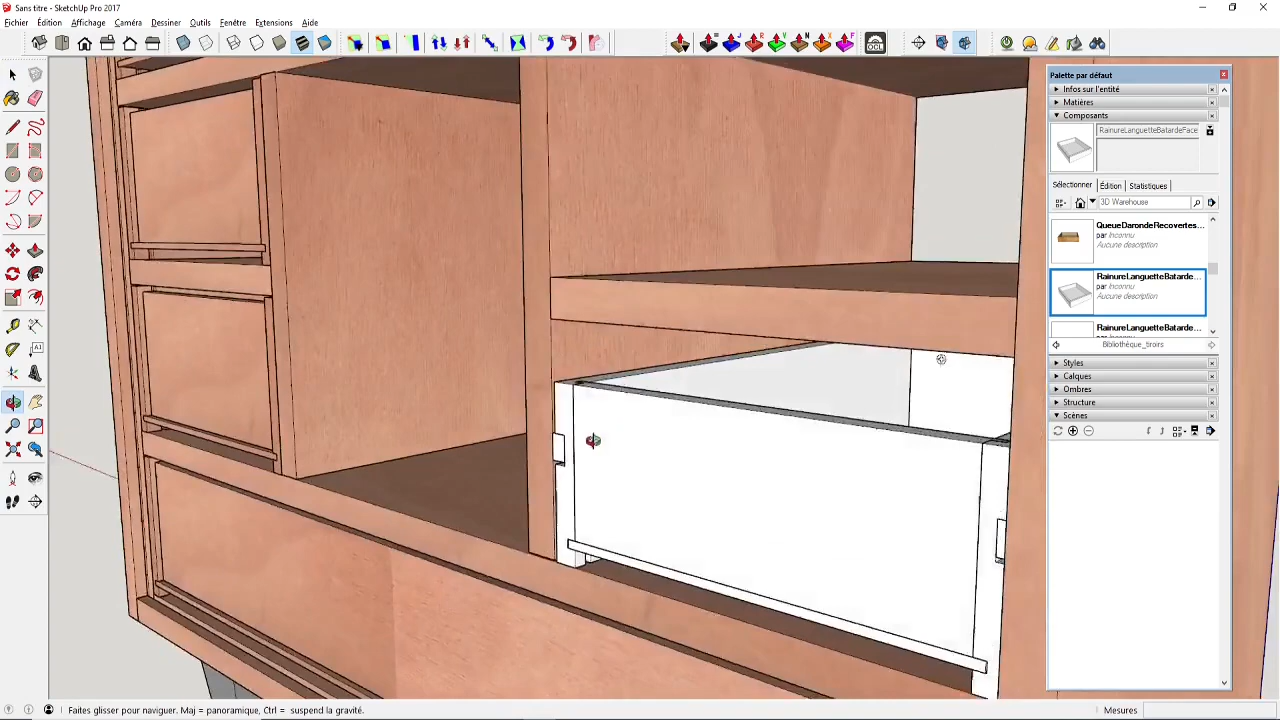 Sans titre - SketchUp Pro 2017
Fichier Édition Affichage Caméra Dessiner Outils Fenêtre Extensions Aide
OCL
Palette par défaut
Infos sur l'entité
Matières
Composants
RainureLanguetteBatardeFace
Sélectionner Édition Statistiques
3D Warehouse
QueueDarondeRecovertes...
par Inconnu
Aucune description
RainureLanguetteBatarde...
par Inconnu
Aucune description
RainureLanguetteBatarde...
Bibliothèque_tiroirs
Styles
Calques
Ombres
Structure
Scènes
Faites glisser pour naviguer. Maj = panoramique, Ctrl = suspend la gravité.
Mesures